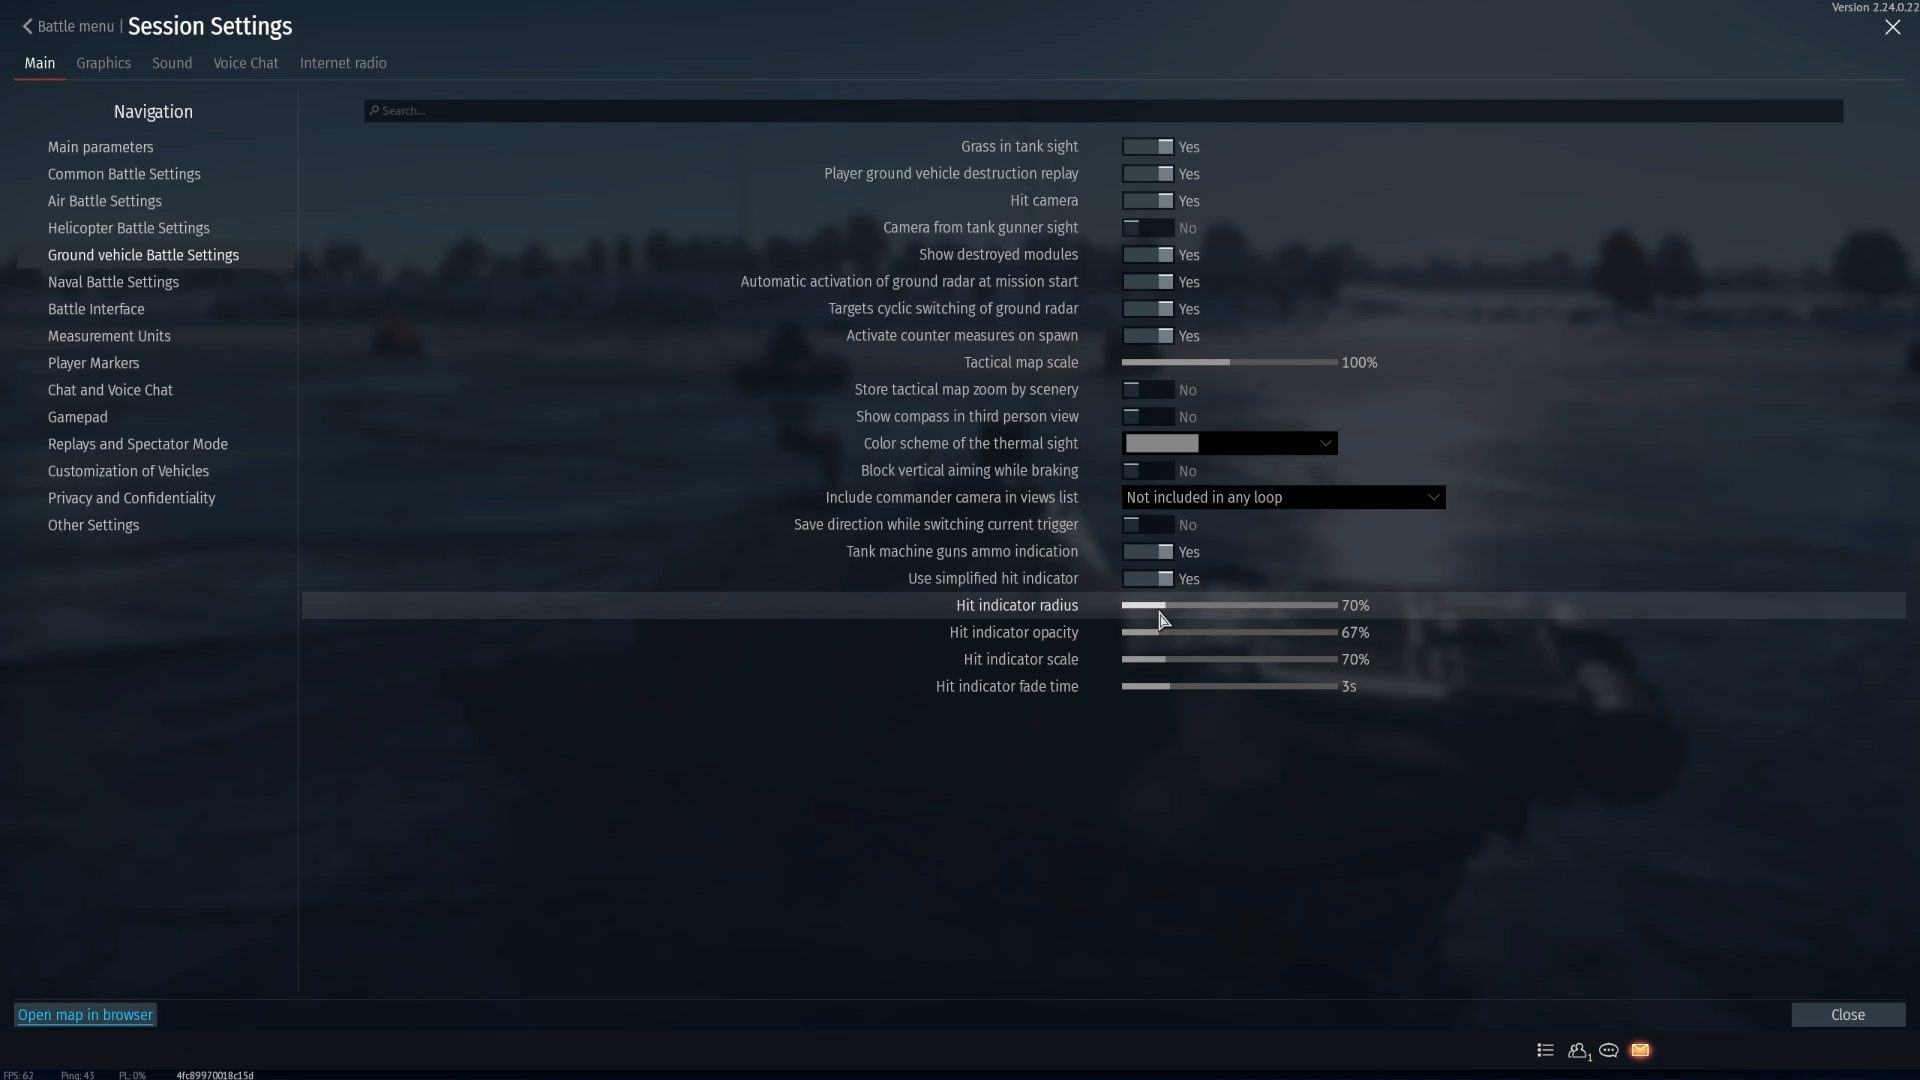 Version 2.24.0.22
Battle menu | Session Settings
Main Graphics Sound Voice Chat Internet radio
Navigation
Search...
Main parameters
Common Battle Settings
Air Battle Settings
Helicopter Battle Settings
Ground vehicle Battle Settings
Naval Battle Settings
Battle Interface
Measurement Units
Player Markers
Chat and Voice Chat
Gamepad
Replays and Spectator Mode
Customization of Vehicles
Privacy and Confidentiality
Other Settings
Grass in tank sight Yes
Player ground vehicle destruction replay Yes
Hit camera Yes
Camera from tank gunner sight No
Show destroyed modules Yes
Automatic activation of ground radar at mission start Yes
Targets cyclic switching of ground radar Yes
Activate counter measures on spawn Yes
Tactical map scale 100%
Store tactical map zoom by scenery No
Show compass in third person view No
Color scheme of the thermal sight
Block vertical aiming while braking No
Include commander camera in views list Not included in any loop
Save direction while switching current trigger No
Tank machine guns ammo indication Yes
Use simplified hit indicator Yes
Hit indicator radius 70%
Hit indicator opacity 67%
Hit indicator scale 70%
Hit indicator fade time 3s
Open map in browser
Close
1
FPS: 62 Ping: 43 PL: 0% 4fc89970018c15d